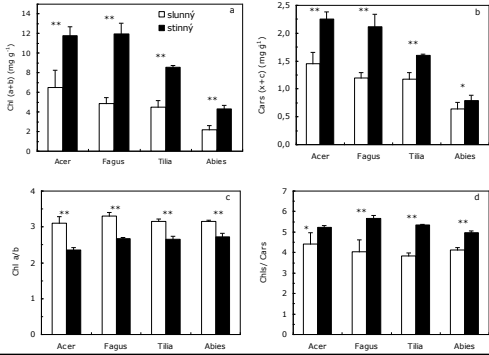 a
slunný
stinný
Chl (a+b) (mg g⁻¹)
14
12
10
8
6
4
2
0
** ** ** **
Acer Fagus Tilia Abies
b
Cars (x+c) (mg g¹)
2,5
2,0
1,5
1,0
0,5
0,0
** ** ** *
Acer Fagus Tilia Abies
c
Chl a/b
4
3
2
1
0
** ** ** **
Acer Fagus Tilia Abies
d
Chls/ Cars
7
6
5
4
3
2
1
0
* ** ** **
Acer Fagus Tilia Abies